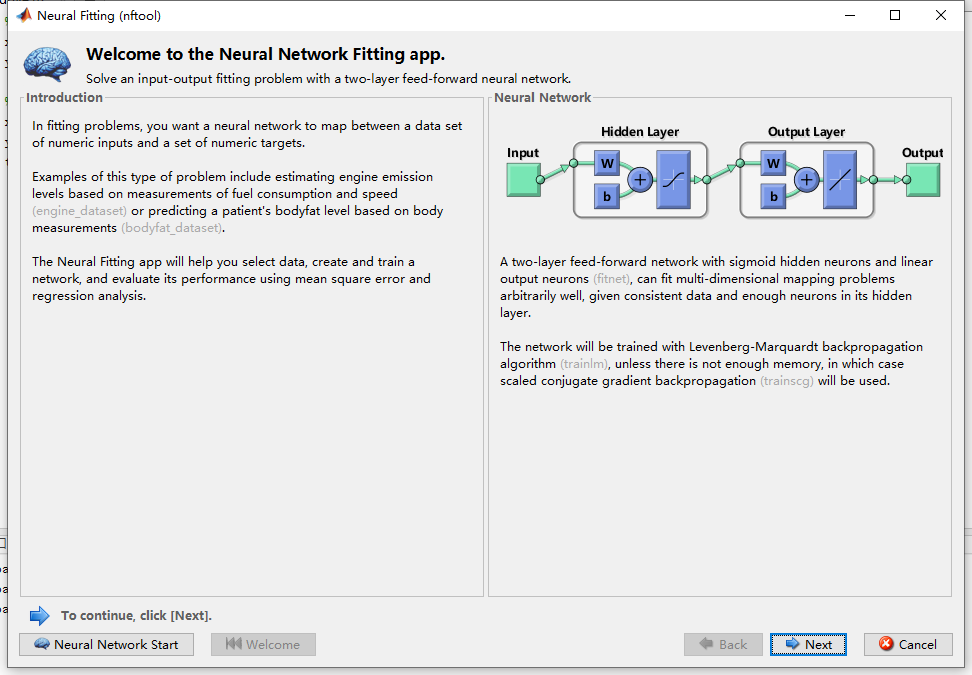 Neural Fitting (nftool)
Welcome to the Neural Network Fitting app.
Solve an input-output fitting problem with a two-layer feed-forward neural network.
Introduction
In fitting problems, you want a neural network to map between a data set
of numeric inputs and a set of numeric targets.
Examples of this type of problem include estimating engine emission
levels based on measurements of fuel consumption and speed
(engine_dataset) or predicting a patient's bodyfat level based on body
measurements (bodyfat_dataset).
The Neural Fitting app will help you select data, create and train a
network, and evaluate its performance using mean square error and
regression analysis.
Neural Network
Hidden Layer
Output Layer
Input
Output
W
b
W
b
A two-layer feed-forward network with sigmoid hidden neurons and linear
output neurons (fitnet), can fit multi-dimensional mapping problems
arbitrarily well, given consistent data and enough neurons in its hidden
layer.
The network will be trained with Levenberg-Marquardt backpropagation
algorithm (trainlm), unless there is not enough memory, in which case
scaled conjugate gradient backpropagation (trainscg) will be used.
To continue, click [Next].
Neural Network Start
Welcome
Back
Next
Cancel